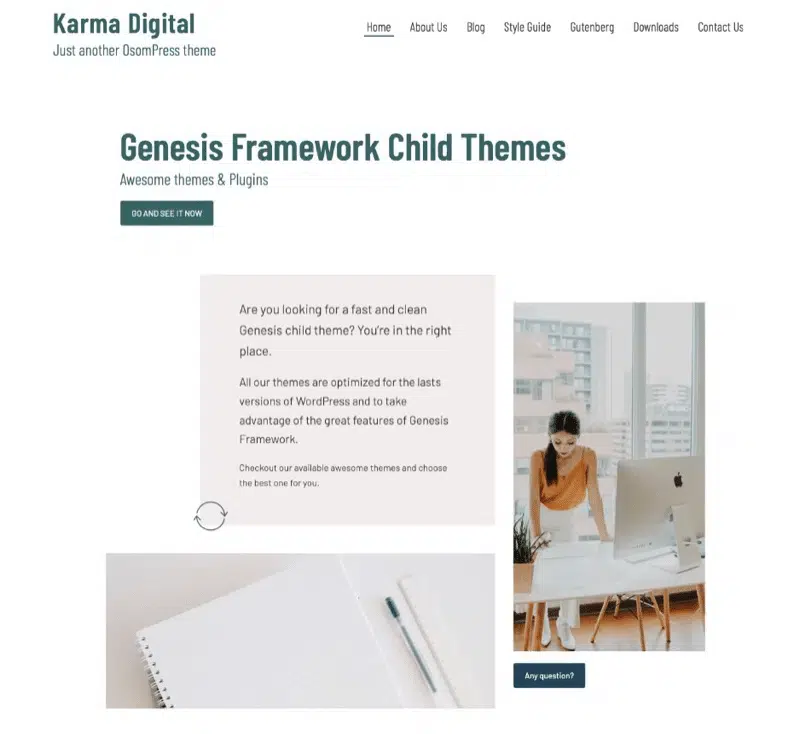 Karma Digital
Just another OsomPress theme
Home About Us Blog Style Guide Gutenberg Downloads Contact Us
Genesis Framework Child Themes
Awesome themes & Plugins
GO AND SEE IT NOW
Are you looking for a fast and clean
Genesis child theme? You're in the right
place.
All our themes are optimized for the lasts
versions of WordPress and to take
advantage of the great features of Genesis
Framework.
Checkout our available awesome themes and choose
the best one for you.
Any question?